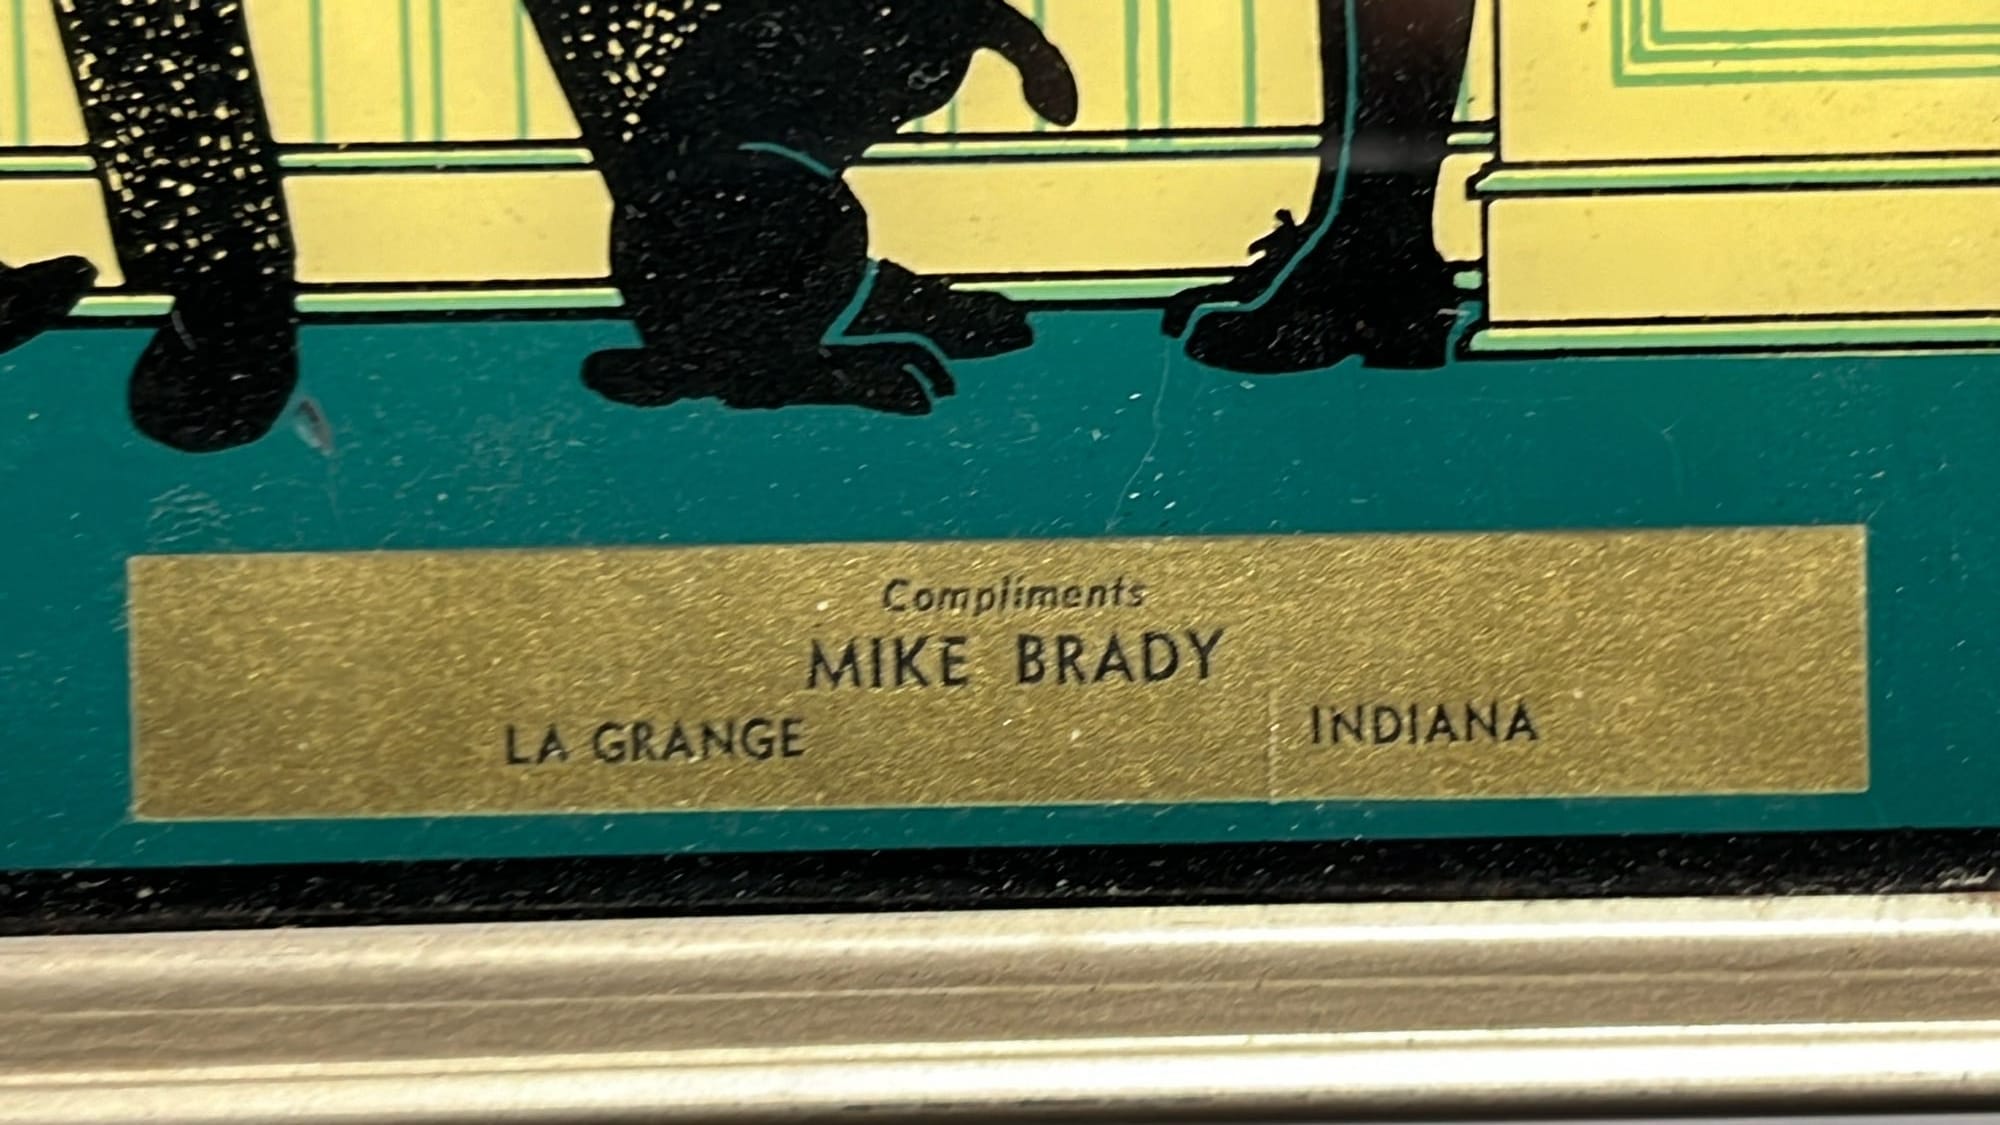 Compliments
MIKE BRADY
LA GRANGE INDIANA